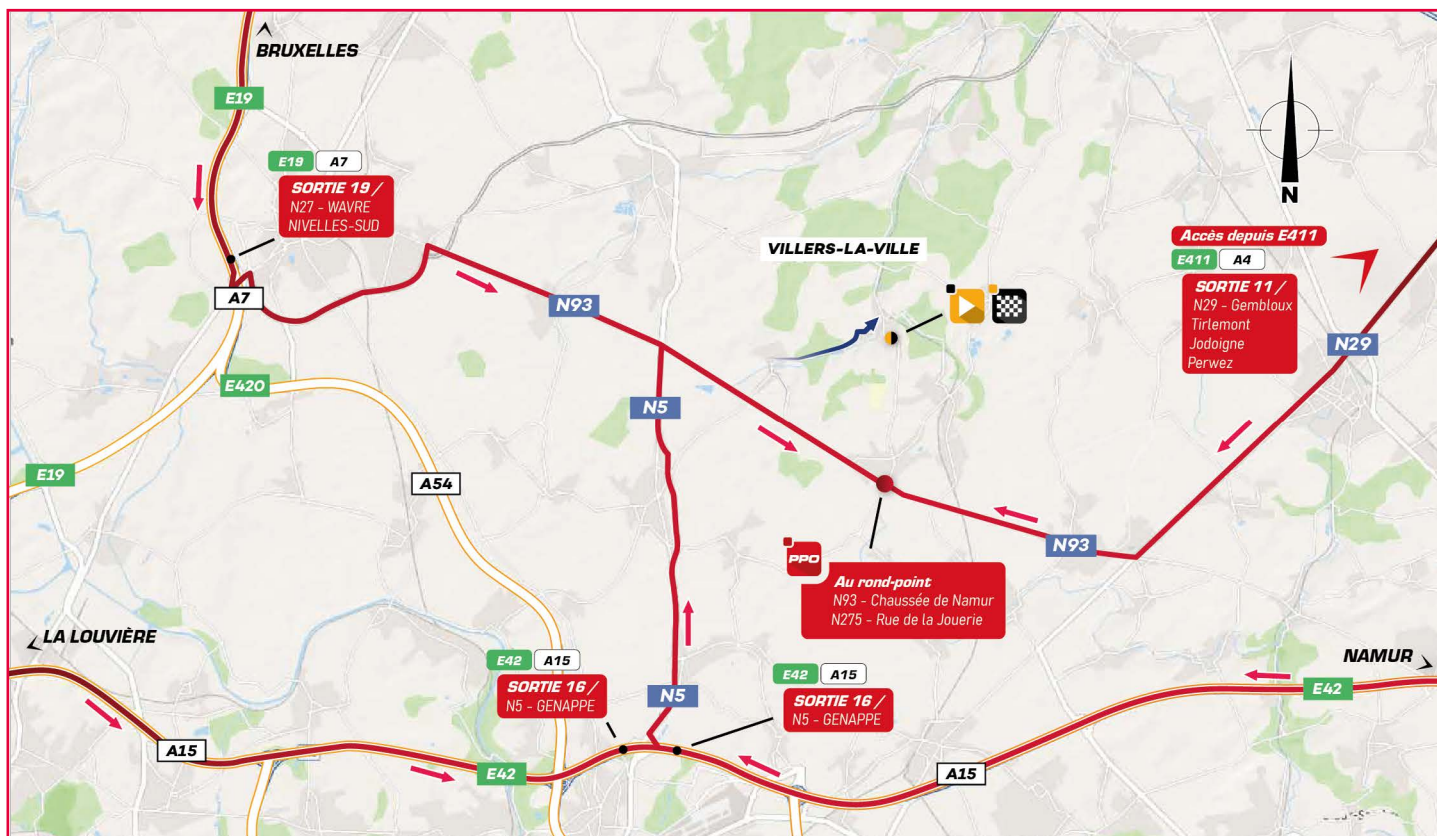 BRUXELLES
E19
E19 A7
SORTIE 19 /
N27 - WAVRE
NIVELLES-SUD
A7
N93
VILLERS-LA-VILLE
N
Accès depuis E411
E411 A4
SORTIE 11 /
N29 - Gembloux
Tirlemont
Jodoigne
Perwez
N29
E420
N5
E19
A54
N93
PPO
Au rond-point
N93 - Chaussée de Namur
N275 - Rue de la Jouerie
LA LOUVIÈRE
E42 A15
SORTIE 16 /
N5 - GENAPPE
N5
E42 A15
SORTIE 16 /
N5 - GENAPPE
NAMUR
E42
A15
E42
A15